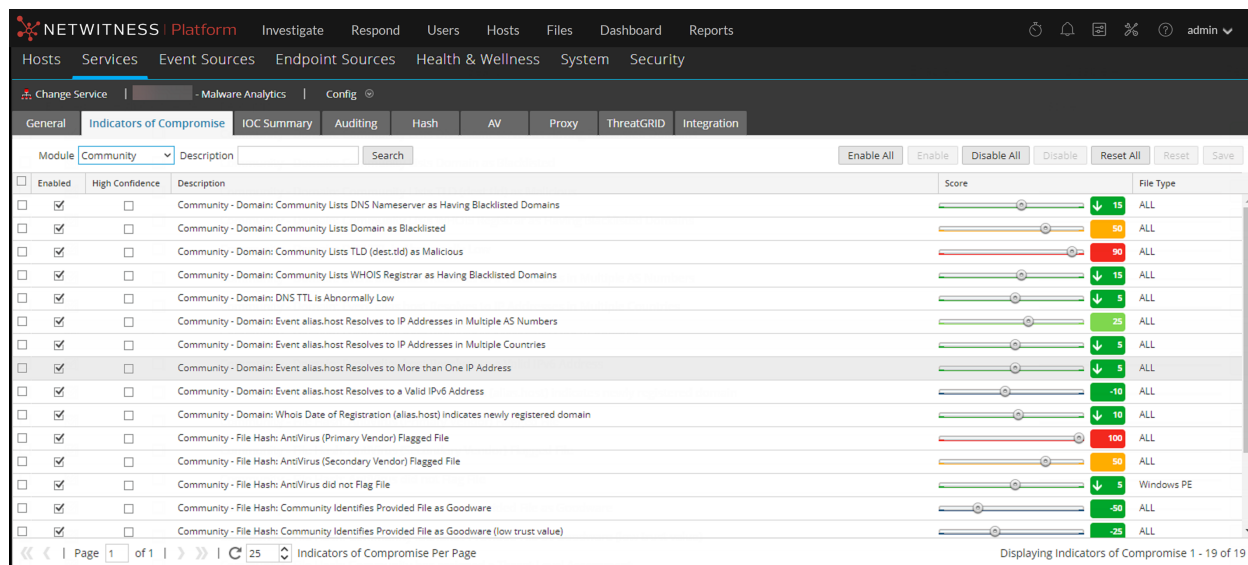 NETWITNESS | Platform Investigate Respond Users Hosts Files Dashboard Reports admin
Hosts Services Event Sources Endpoint Sources Health & Wellness System Security
Change Service | - Malware Analytics | Config
General Indicators of Compromise IOC Summary Auditing Hash AV Proxy ThreatGRID Integration
Module Community Description Search Enable All Enable Disable All Disable Reset All Reset Save
Enabled High Confidence Description Score File Type
Community - Domain: Community Lists DNS Nameserver as Having Blacklisted Domains 15 ALL
Community - Domain: Community Lists Domain as Blacklisted 50 ALL
Community - Domain: Community Lists TLD (dest.tld) as Malicious 90 ALL
Community - Domain: Community Lists WHOIS Registrar as Having Blacklisted Domains 15 ALL
Community - Domain: DNS TTL is Abnormally Low 5 ALL
Community - Domain: Event alias.host Resolves to IP Addresses in Multiple AS Numbers 25 ALL
Community - Domain: Event alias.host Resolves to IP Addresses in Multiple Countries 5 ALL
Community - Domain: Event alias.host Resolves to More than One IP Address 5 ALL
Community - Domain: Event alias.host Resolves to a Valid IPv6 Address -10 ALL
Community - Domain: Whois Date of Registration (alias.host) indicates newly registered domain 10 ALL
Community - File Hash: AntiVirus (Primary Vendor) Flagged File 100 ALL
Community - File Hash: AntiVirus (Secondary Vendor) Flagged File 50 ALL
Community - File Hash: AntiVirus did not Flag File 5 Windows PE
Community - File Hash: Community Identifies Provided File as Goodware -50 ALL
Community - File Hash: Community Identifies Provided File as Goodware (low trust value) -25 ALL
Page 1 of 1 | 25 Indicators of Compromise Per Page Displaying Indicators of Compromise 1 - 19 of 19